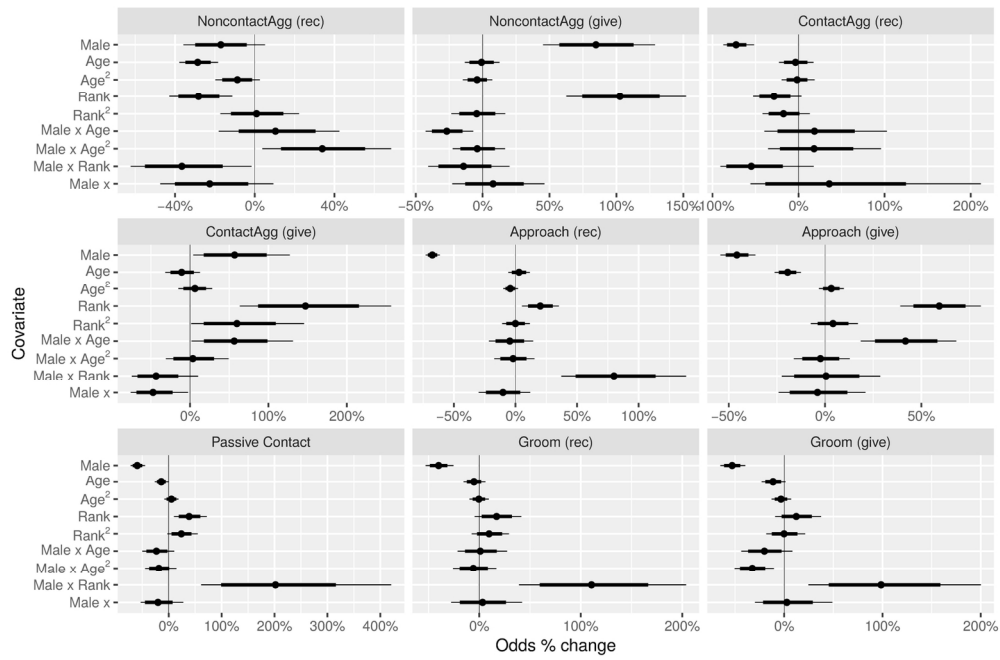 NoncontactAgg (rec) NoncontactAgg (give) ContactAgg (rec)
Male
Age
Age²
Rank
Rank²
Male x Age
Male x Age²
Male x Rank
Male x
−40% 0% 40% −50% 0% 50% 100% 150% −100% 0% 100% 200%
ContactAgg (give) Approach (rec) Approach (give)
Covariate
Male
Age
Age²
Rank
Rank²
Male x Age
Male x Age²
Male x Rank
Male x
0% 100% 200% −50% 0% 50% 100% −50% 0% 50%
Passive Contact Groom (rec) Groom (give)
Male
Age
Age²
Rank
Rank²
Male x Age
Male x Age²
Male x Rank
Male x
0% 100% 200% 300% 400% 0% 100% 200% 0% 100% 200%
Odds % change